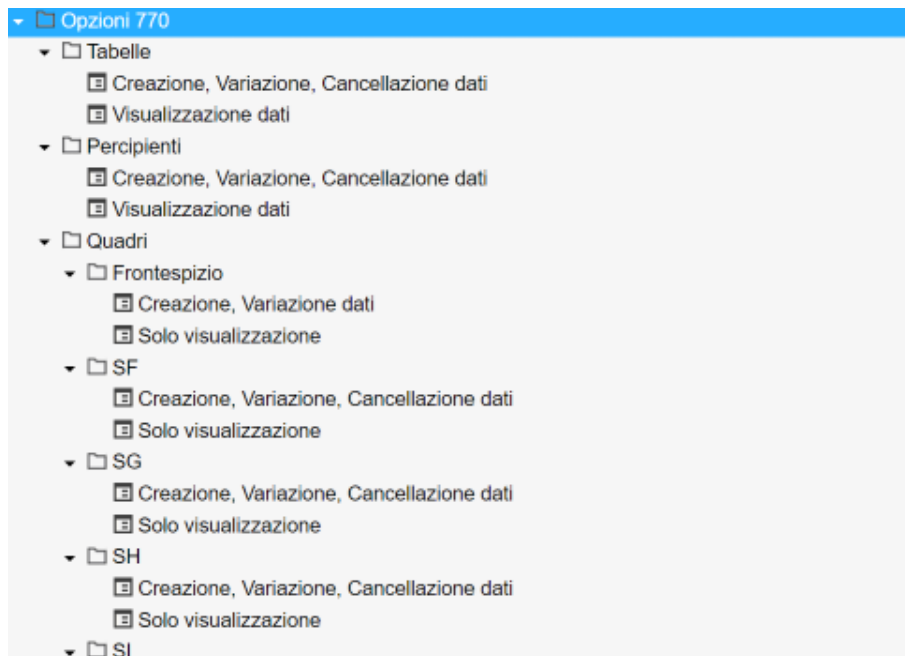 Opzioni 770
Tabelle
Creazione, Variazione, Cancellazione dati
Visualizzazione dati
Percipienti
Creazione, Variazione, Cancellazione dati
Visualizzazione dati
Quadri
Frontespizio
Creazione, Variazione dati
Solo visualizzazione
SF
Creazione, Variazione, Cancellazione dati
Solo visualizzazione
SG
Creazione, Variazione, Cancellazione dati
Solo visualizzazione
SH
Creazione, Variazione, Cancellazione dati
Solo visualizzazione